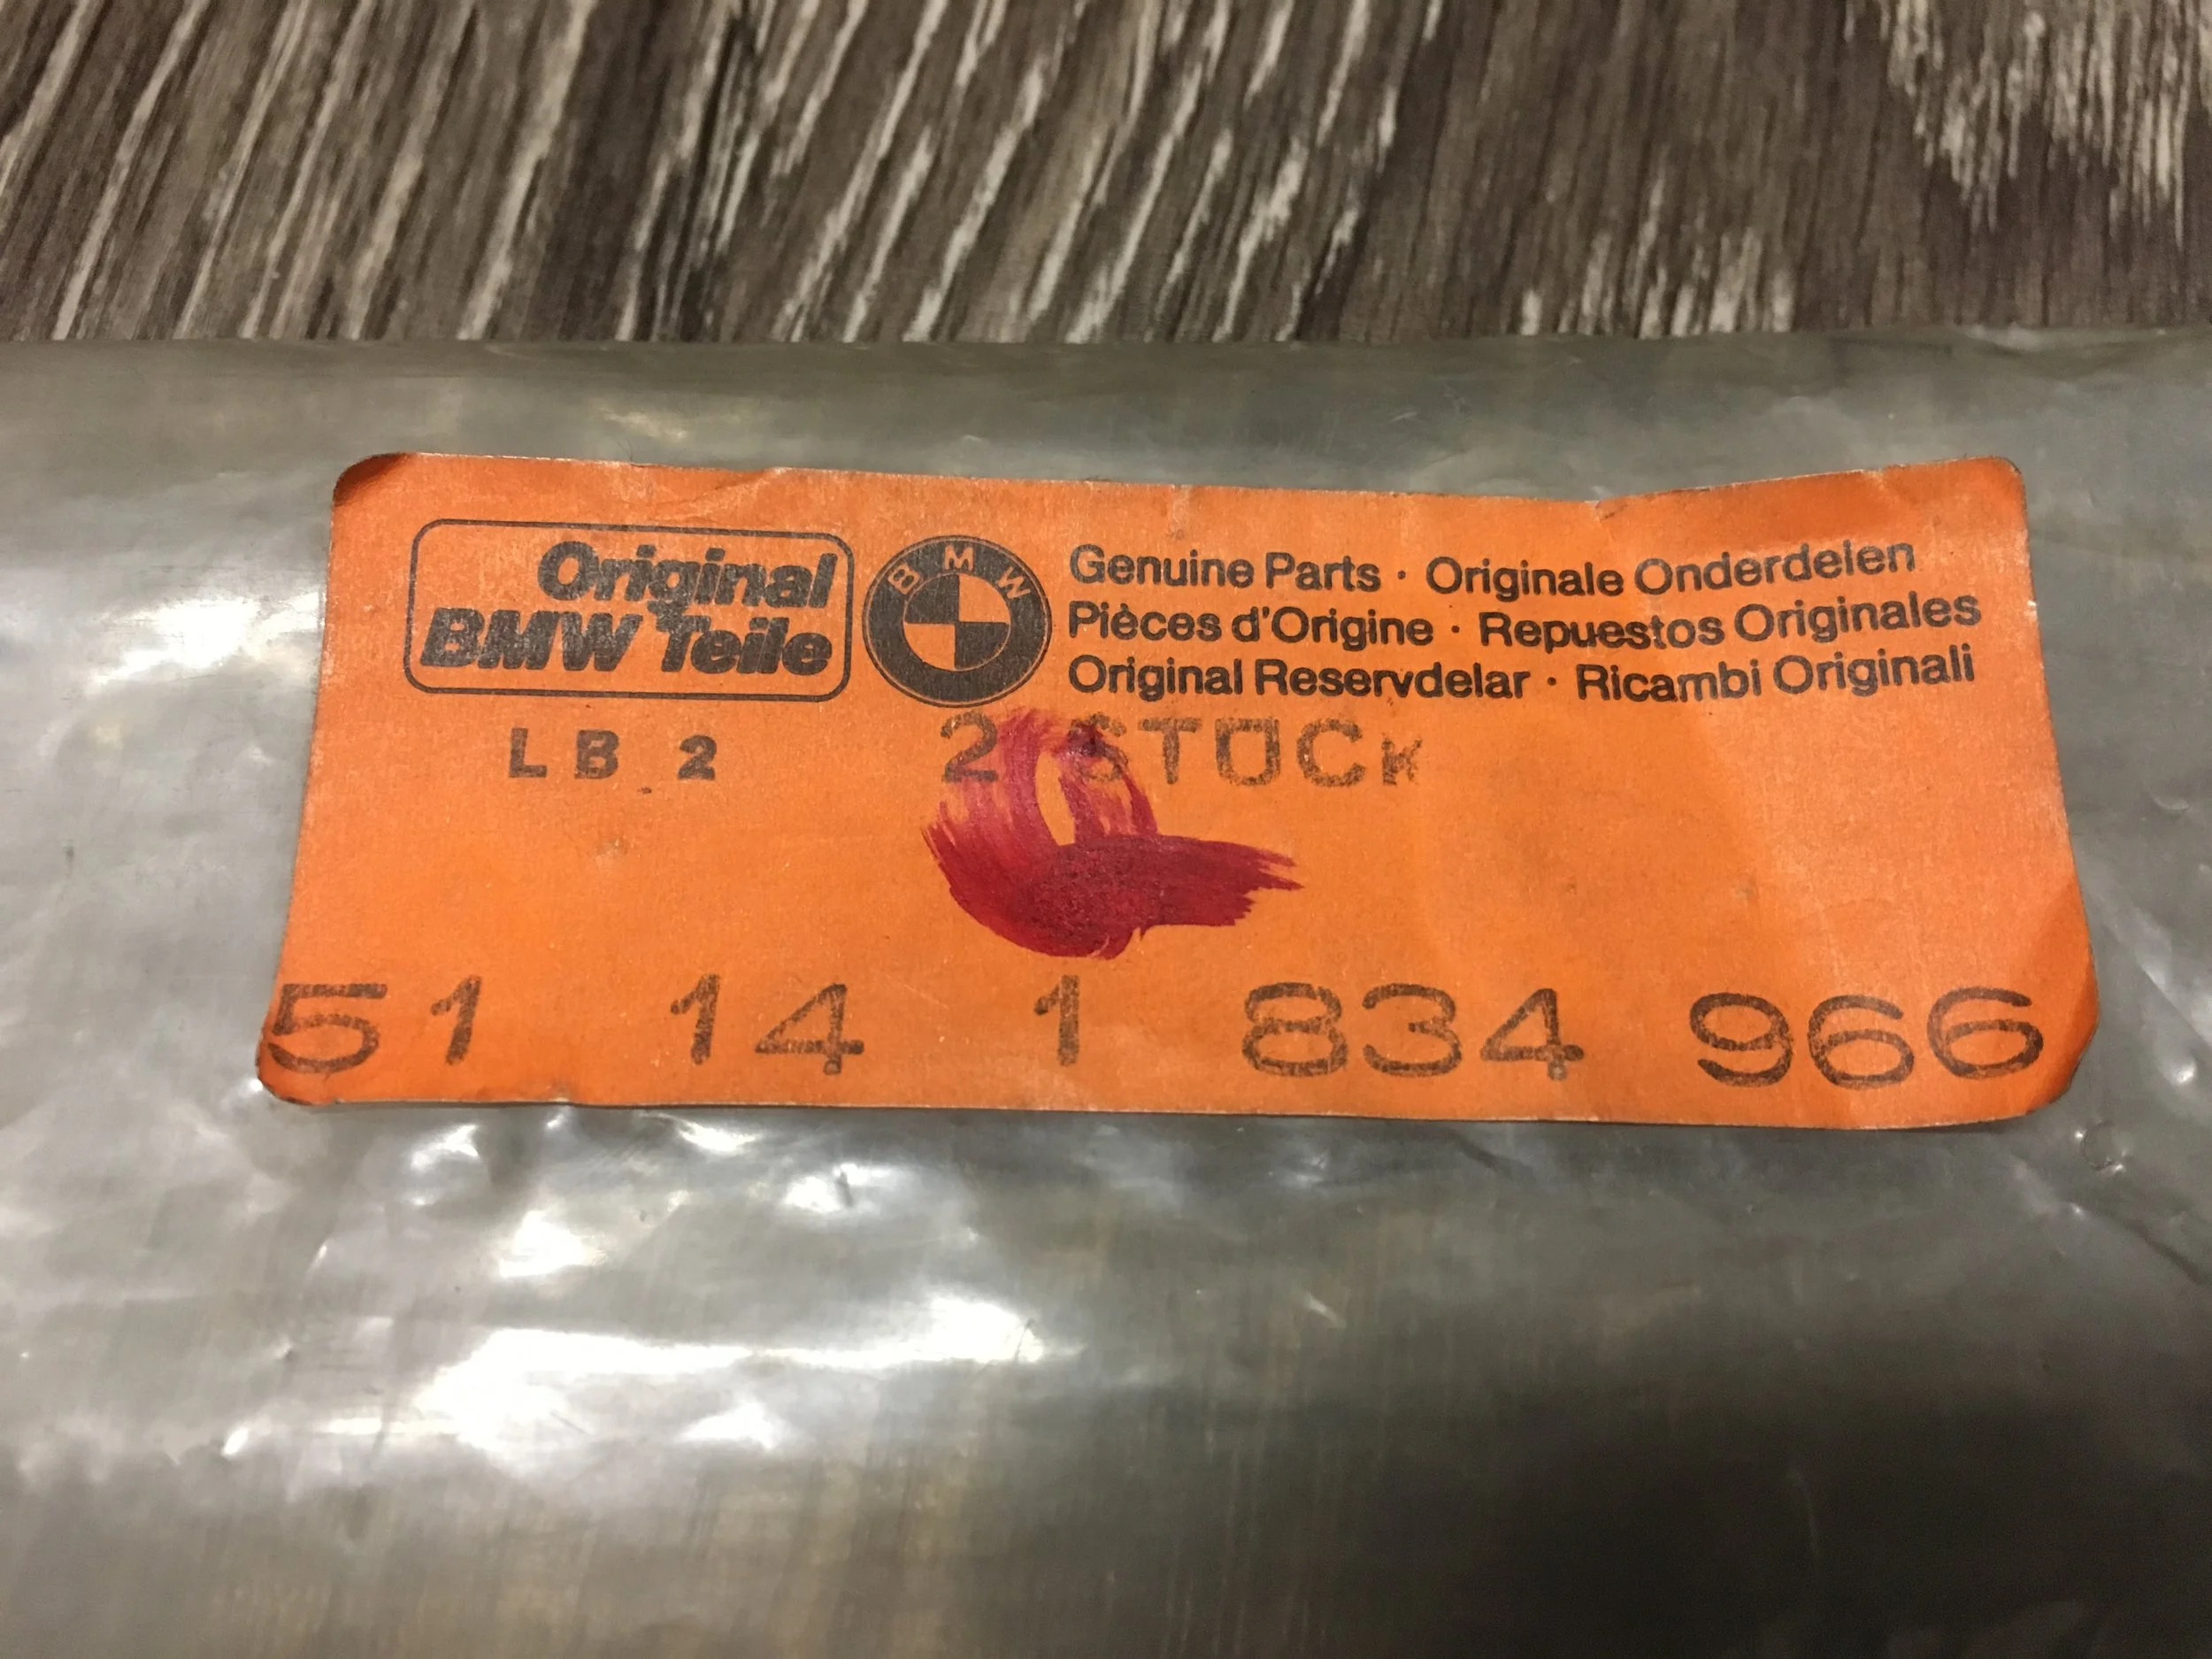 Original
BMW Teile
BMW
Genuine Parts · Originale Onderdelen
Pièces d'Origine · Repuestos Originales
Original Reservdelar · Ricambi Originali
LB 2 2 STÜCK
51 14 1 834 966